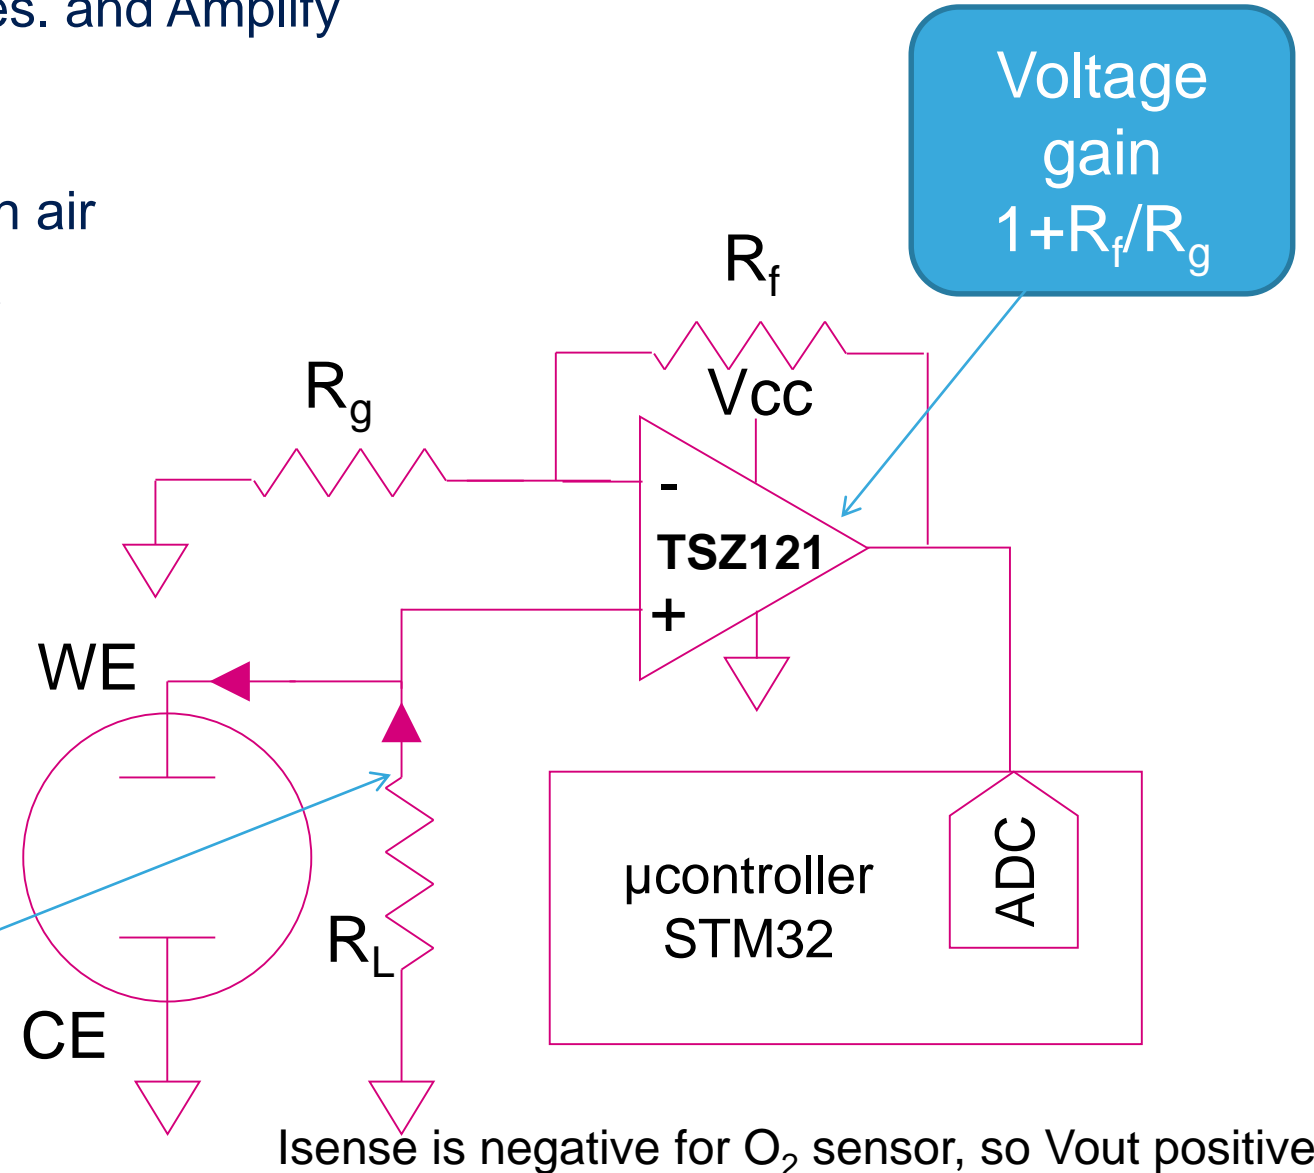 es. and Amplify
Voltage
gain
1+Rf/Rg
n air
Rf
Rg
Vcc
-
TSZ121
+
WE
µcontroller
STM32
ADC
RL
CE
Isense is negative for O₂ sensor, so Vout positive